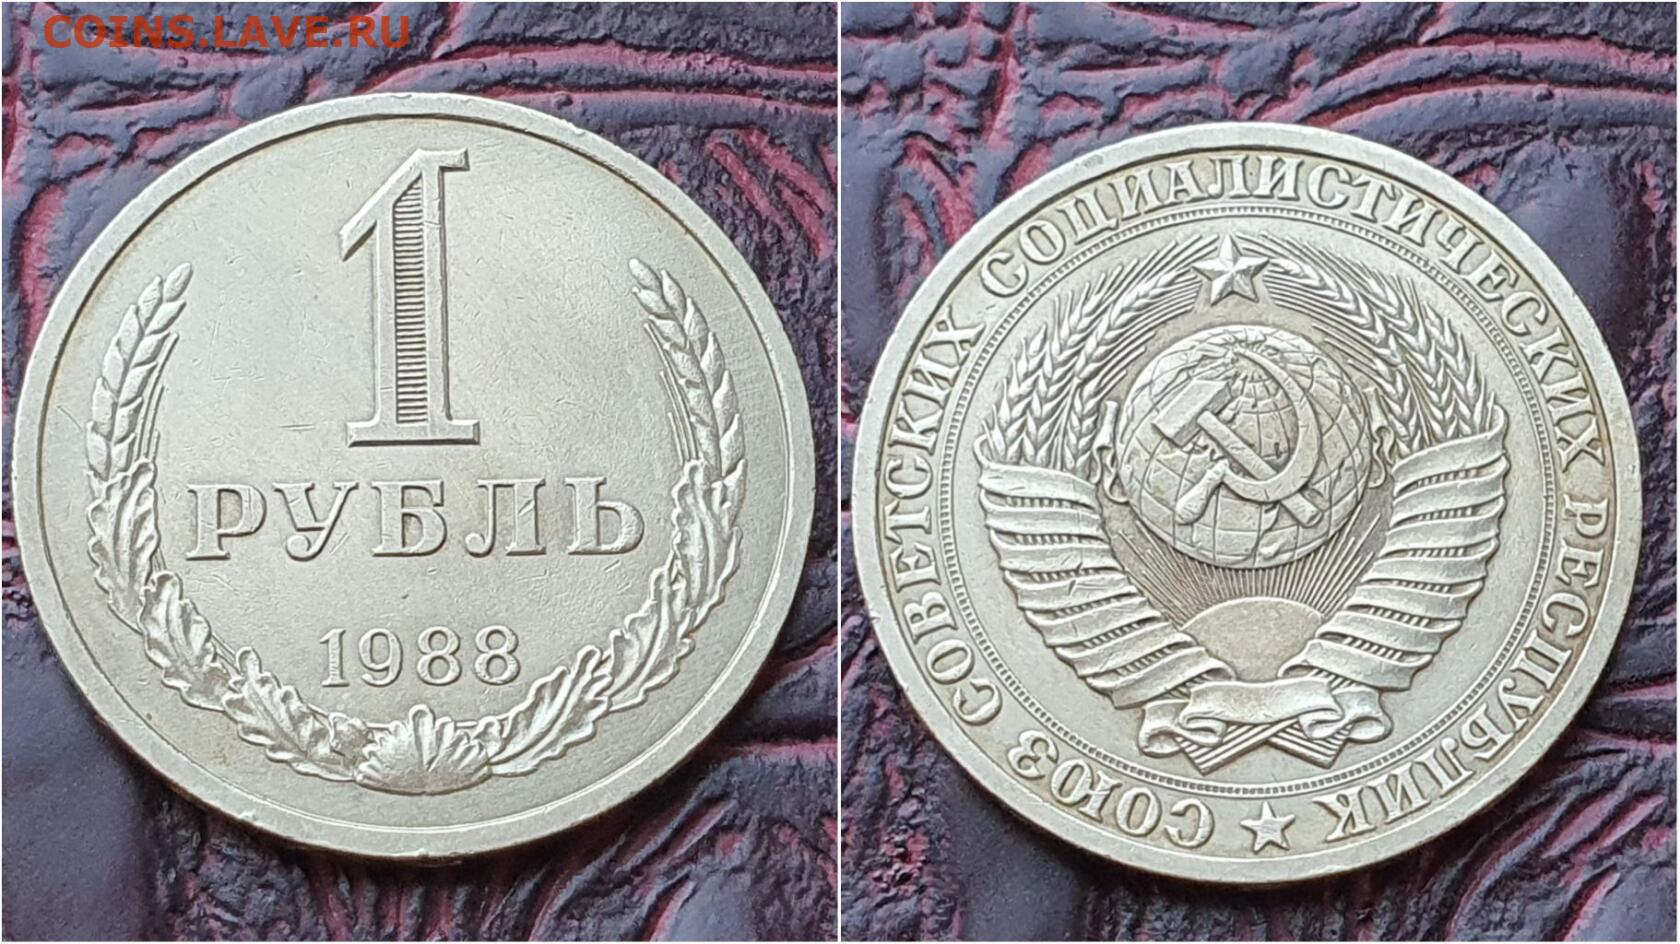 COINS.LAVE.RU
1
РУБЛЬ
1988
СОЮЗ СОВЕТСКИХ СОЦИАЛИСТИЧЕСКИХ РЕСПУБЛИК